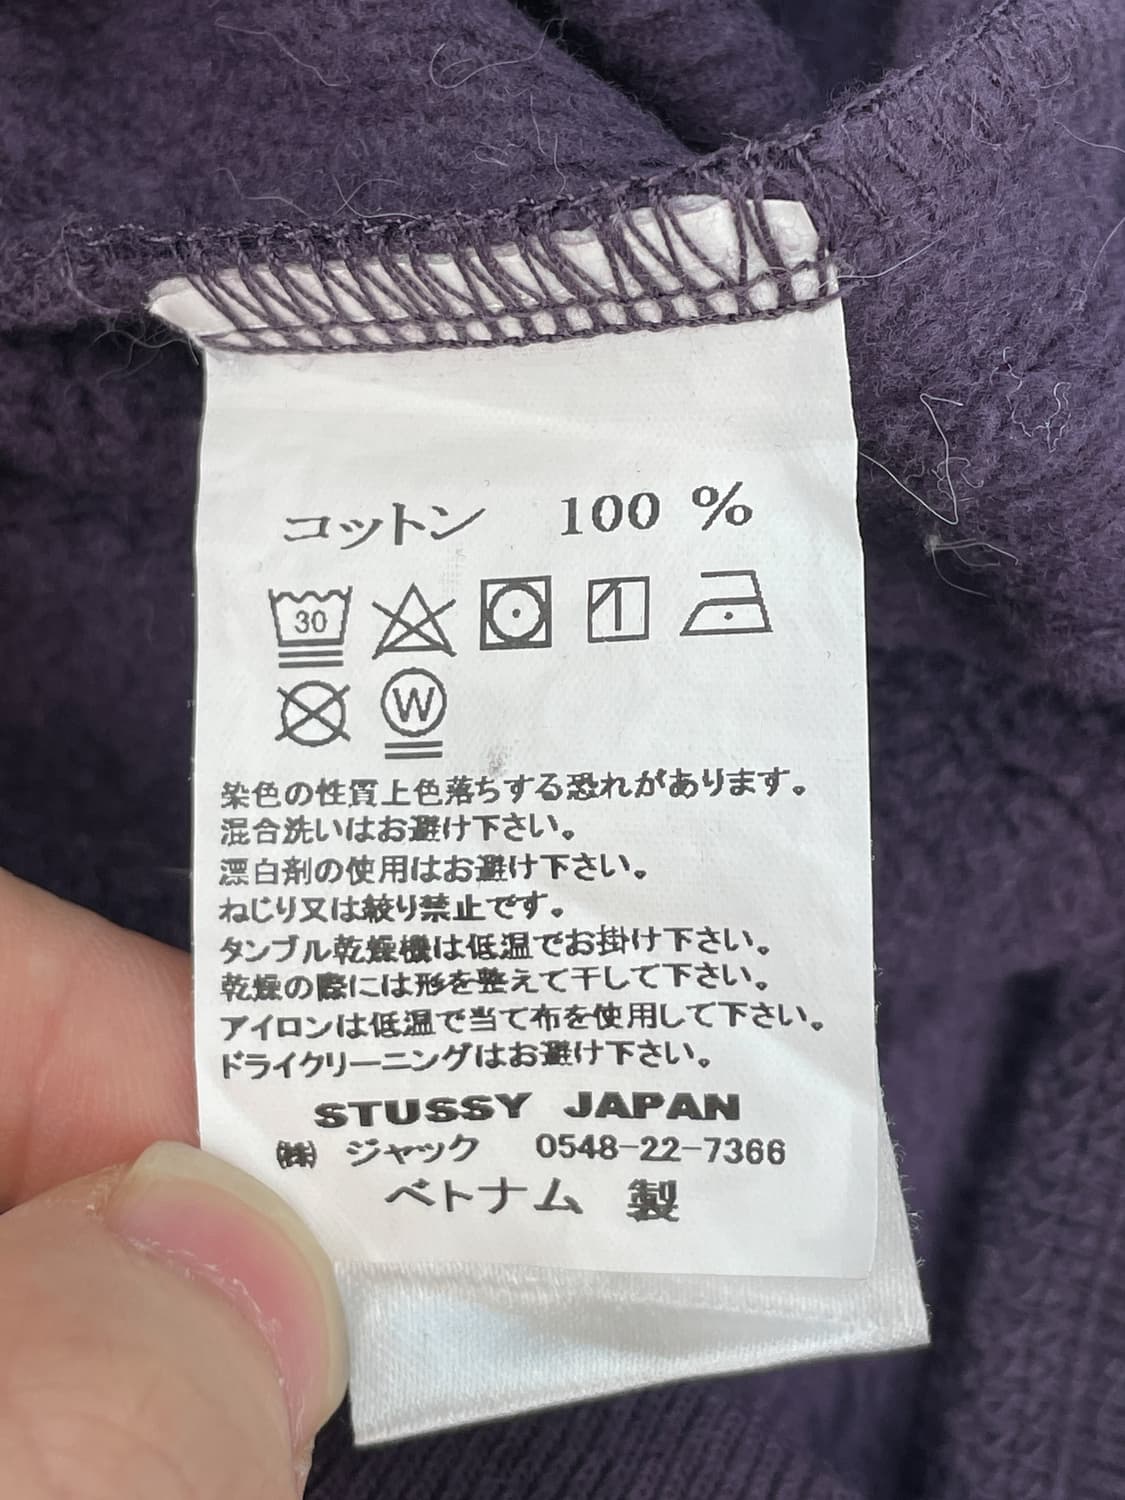 コットン 100 %
30
W
染色の性質上色落ちする恐れがあります。
混合洗いはお避け下さい。
漂白剤の使用はお避け下さい。
ねじり又は絞り禁止です。
タンブル乾燥機は低温でお掛け下さい。
乾燥の際には形を整えて干して下さい。
アイロンは低温で当て布を使用して下さい。
ドライクリーニングはお避け下さい。
STUSSY JAPAN
㈱ ジャック 0548-22-7366
ベトナム 製